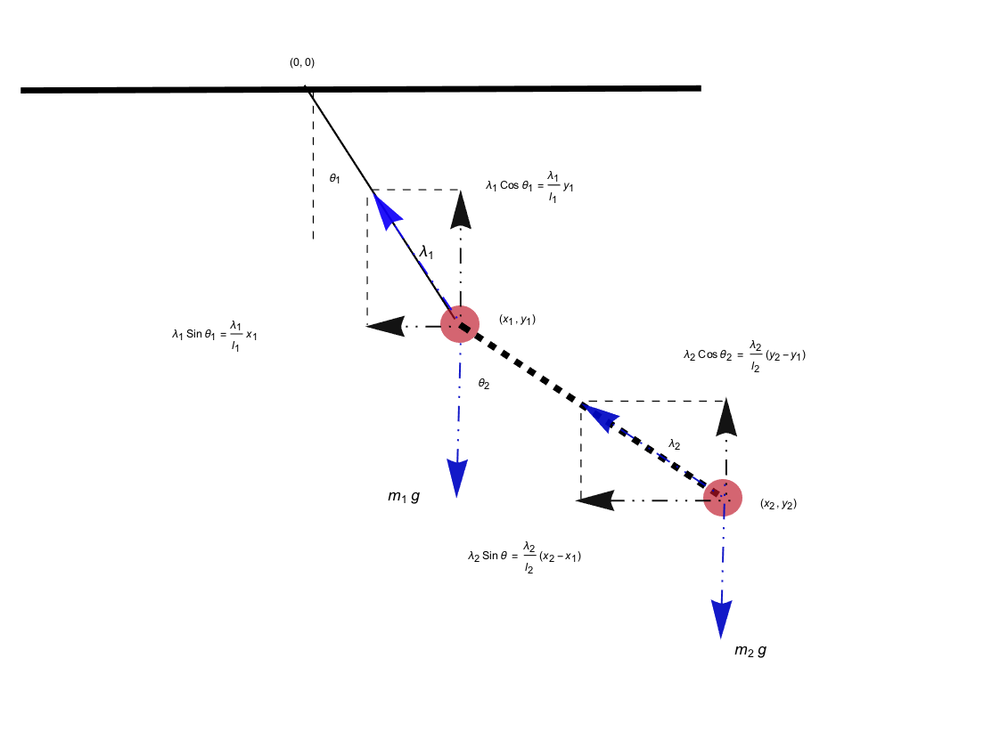 (0, 0)
θ₁
λ₁ Cos θ₁ = λ₁/l₁ y₁
λ₁
(x₁, y₁)
λ₁ Sin θ₁ = λ₁/l₁ x₁
λ₂ Cos θ₂ = λ₂/l₂ (y₂ – y₁)
θ₂
λ₂
m₁ g
(x₂, y₂)
λ₂ Sin θ = λ₂/l₂ (x₂ – x₁)
m₂ g